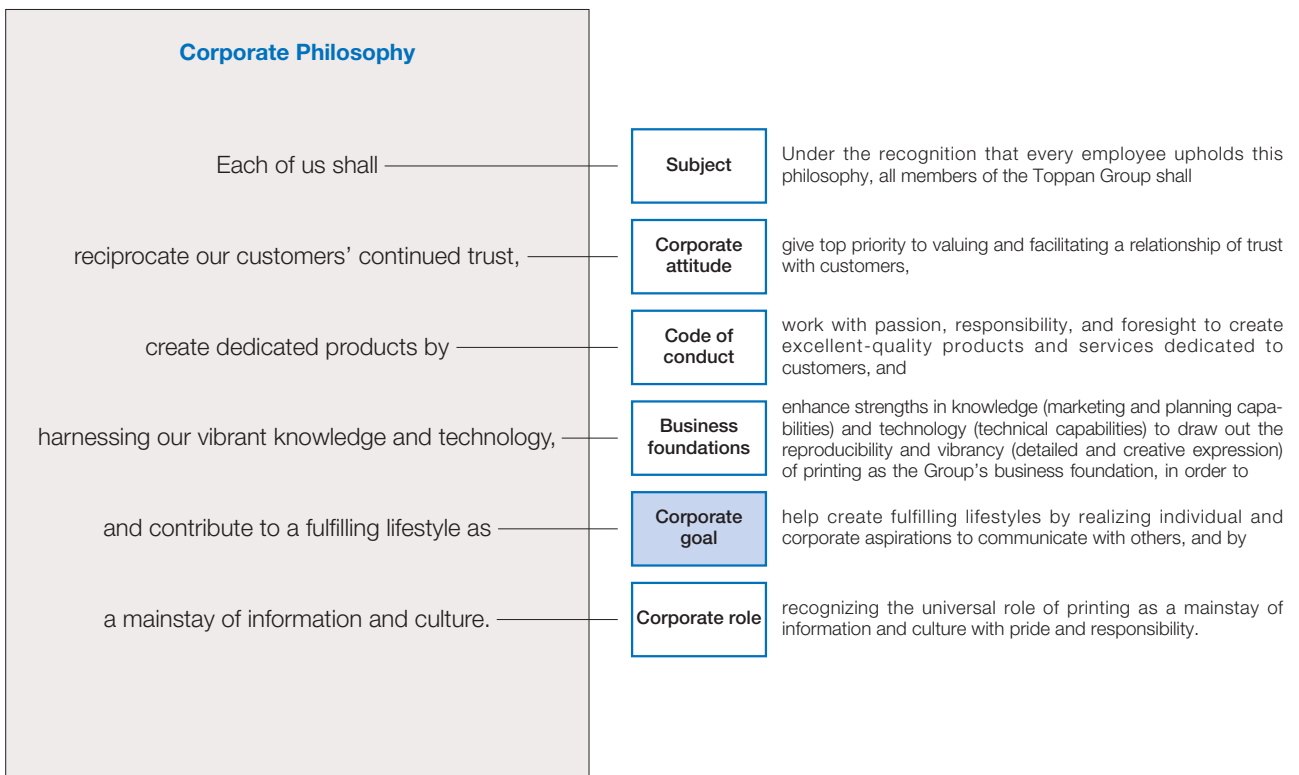 Corporate Philosophy
Each of us shall
Subject
Under the recognition that every employee upholds this
philosophy, all members of the Toppan Group shall
reciprocate our customers’ continued trust,
Corporate
attitude
give top priority to valuing and facilitating a relationship of trust
with customers,
create dedicated products by
Code of
conduct
work with passion, responsibility, and foresight to create
excellent-quality products and services dedicated to
customers, and
harnessing our vibrant knowledge and technology,
Business
foundations
enhance strengths in knowledge (marketing and planning capa-
bilities) and technology (technical capabilities) to draw out the
reproducibility and vibrancy (detailed and creative expression)
of printing as the Group’s business foundation, in order to
and contribute to a fulfilling lifestyle as
Corporate
goal
help create fulfilling lifestyles by realizing individual and
corporate aspirations to communicate with others, and by
a mainstay of information and culture.
Corporate role
recognizing the universal role of printing as a mainstay of
information and culture with pride and responsibility.